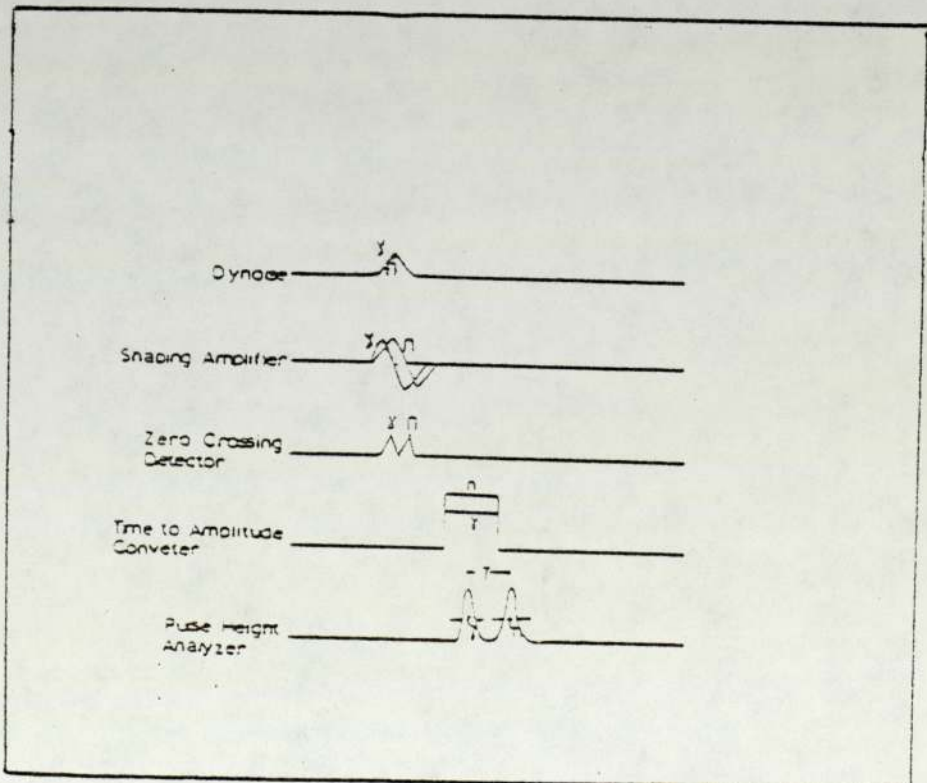 γ
n
Dynode
γ n
Shaping Amplifier
γ n
Zero Crossing
Detector
n
γ
Time to Amplitude
Conveter
T
γ n
Pulse Height
Analyzer